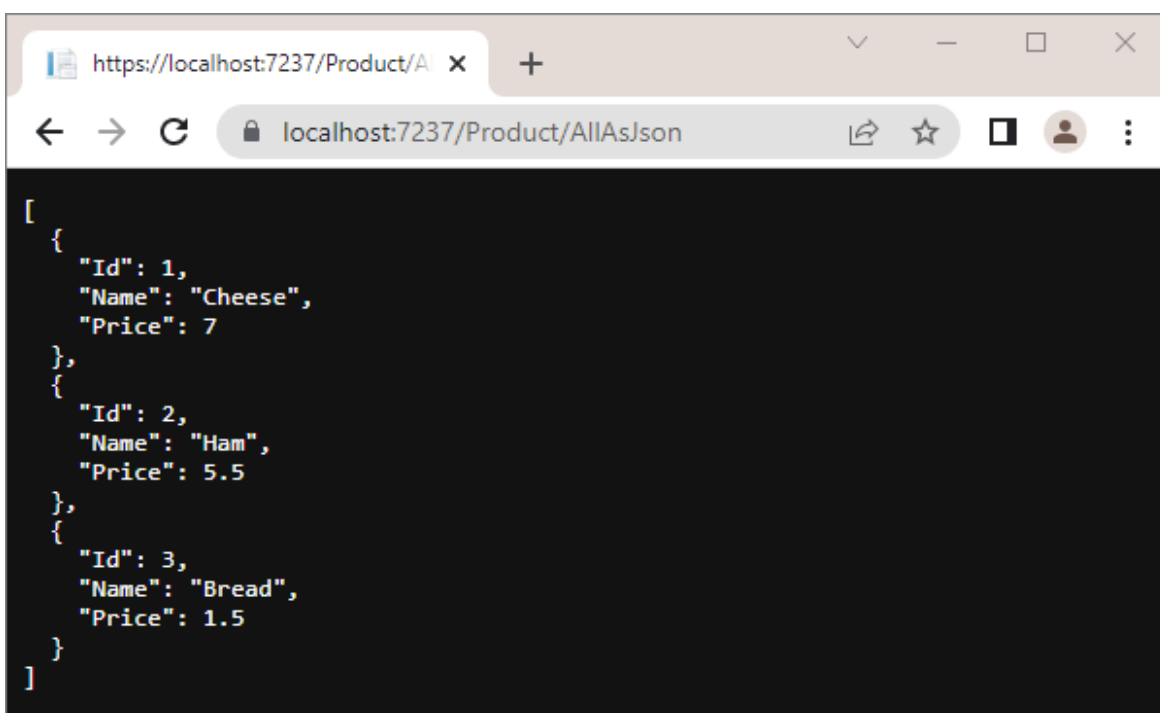 https://localhost:7237/Product/Al
localhost:7237/Product/AllAsJson
[
  {
    "Id": 1,
    "Name": "Cheese",
    "Price": 7
  },
  {
    "Id": 2,
    "Name": "Ham",
    "Price": 5.5
  },
  {
    "Id": 3,
    "Name": "Bread",
    "Price": 1.5
  }
]